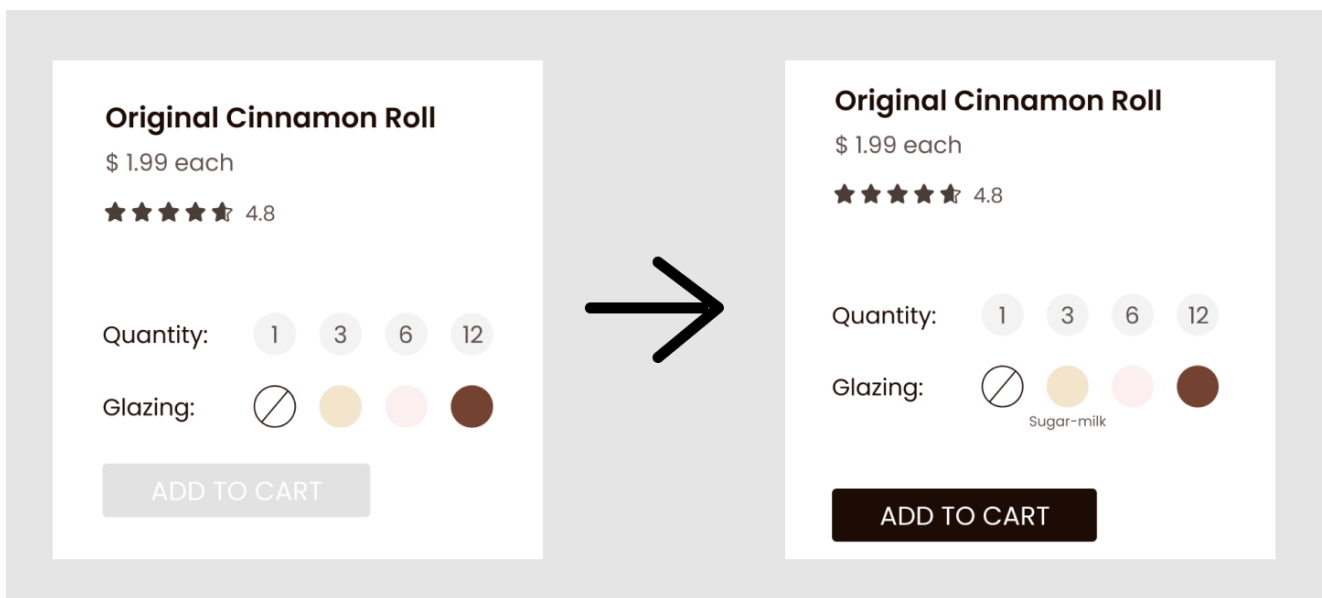 Original Cinnamon Roll
$ 1.99 each
4.8
Quantity: 1 3 6 12
Glazing:
ADD TO CART
Original Cinnamon Roll
$ 1.99 each
4.8
Quantity: 1 3 6 12
Glazing:
Sugar-milk
ADD TO CART